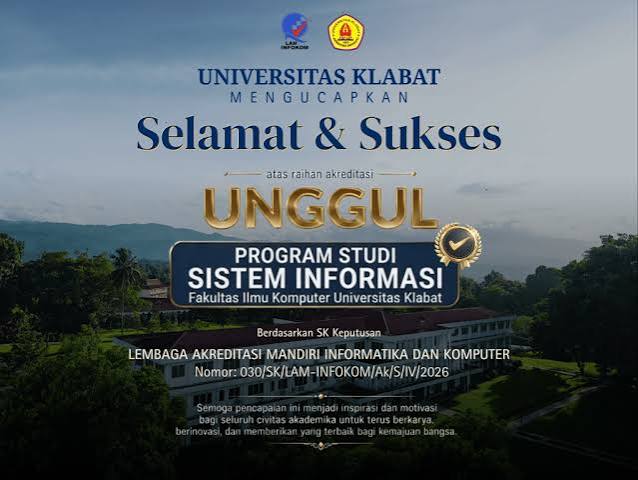 LAM
INFOKOM
UNIVERSITAS KLABAT
MENGUCAPKAN
Selamat & Sukses
atas raihan akreditasi
UNGGUL
PROGRAM STUDI
SISTEM INFORMASI
Fakultas Ilmu Komputer Universitas Klabat
Berdasarkan SK Keputusan
LEMBAGA AKREDITASI MANDIRI INFORMATIKA DAN KOMPUTER
Nomor: 030/SK/LAM-INFOKOM/Ak/S/IV/2026
Semoga pencapaian ini menjadi inspirasi dan motivasi
bagi seluruh civitas akademika untuk terus berkarya,
berinovasi, dan memberikan yang terbaik bagi kemajuan bangsa.